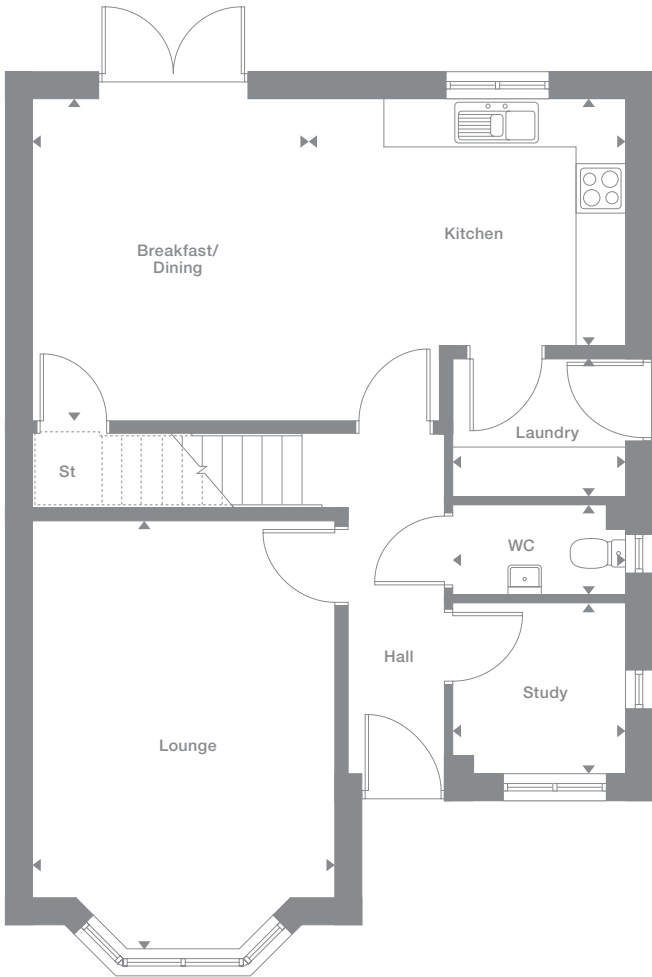 Breakfast/
Dining
Kitchen
Laundry
St
WC
Hall
Study
Lounge